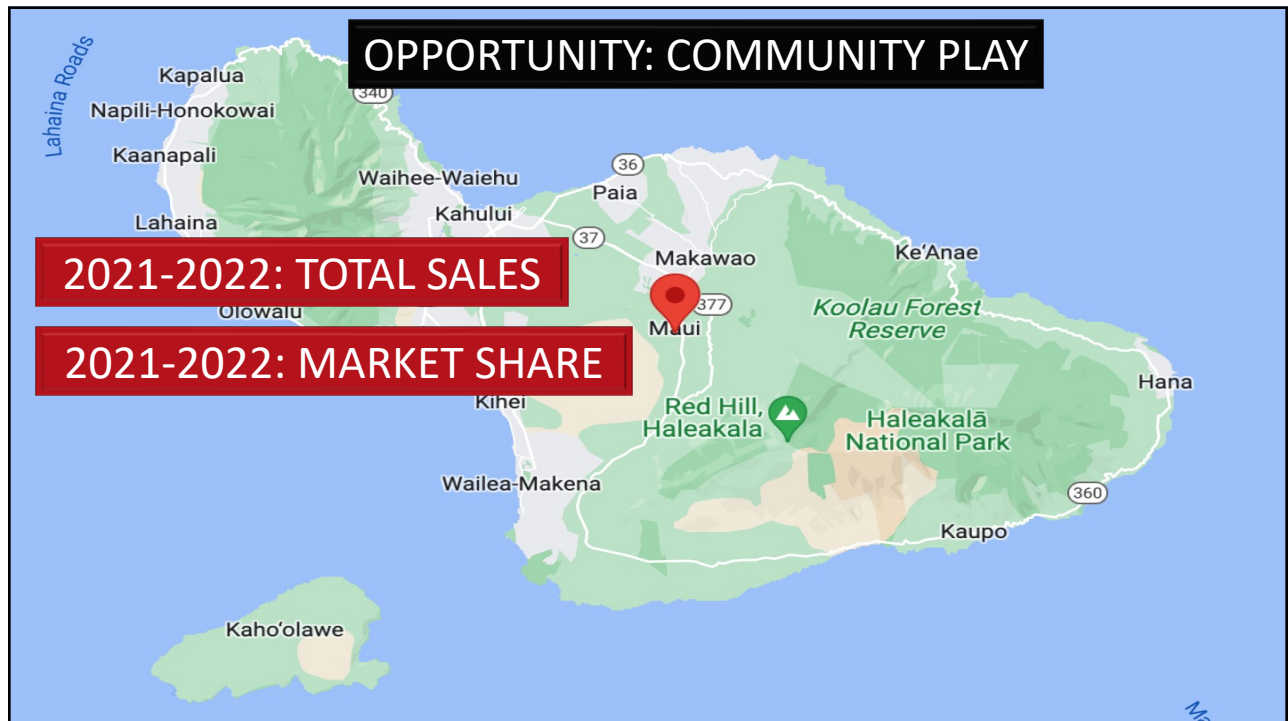 OPPORTUNITY: COMMUNITY PLAY
Lahaina Roads
Kapalua
340
Napili-Honokowai
Kaanapali
Waihee-Waiehu
36
Paia
Lahaina
Kahului
37
Makawao
Ke'Anae
2021-2022: TOTAL SALES
377
Koolau Forest
Reserve
Olowalu
Maui
2021-2022: MARKET SHARE
Hana
Kihei
Red Hill,
Haleakala
Haleakalā
National Park
Wailea-Makena
360
Kaupo
Kaho'olawe